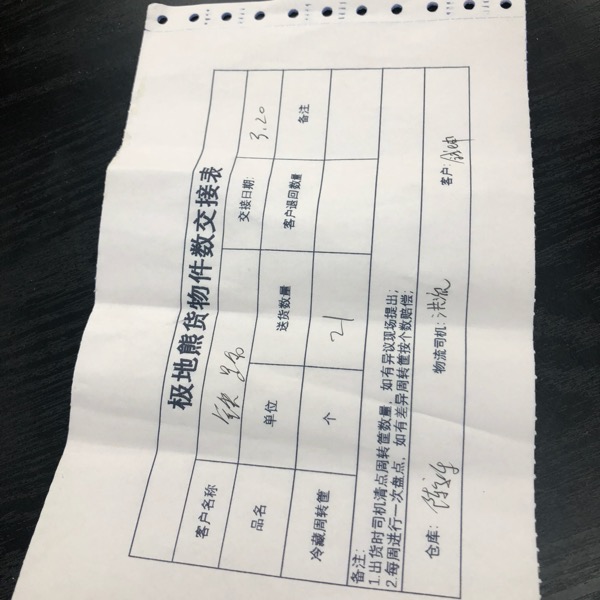 极地熊货物件数交接表
客户名称 交接日期: 3.20
品名 单位 送货数量 客户退回数量 备注
冷藏周转筐 个 21
备注:
1.出货时司机清点周转筐数量,如有异议现场提出;
2.每周进行一次盘点,如有差异周转筐按个数赔偿;
仓库: 物流司机: 客户: